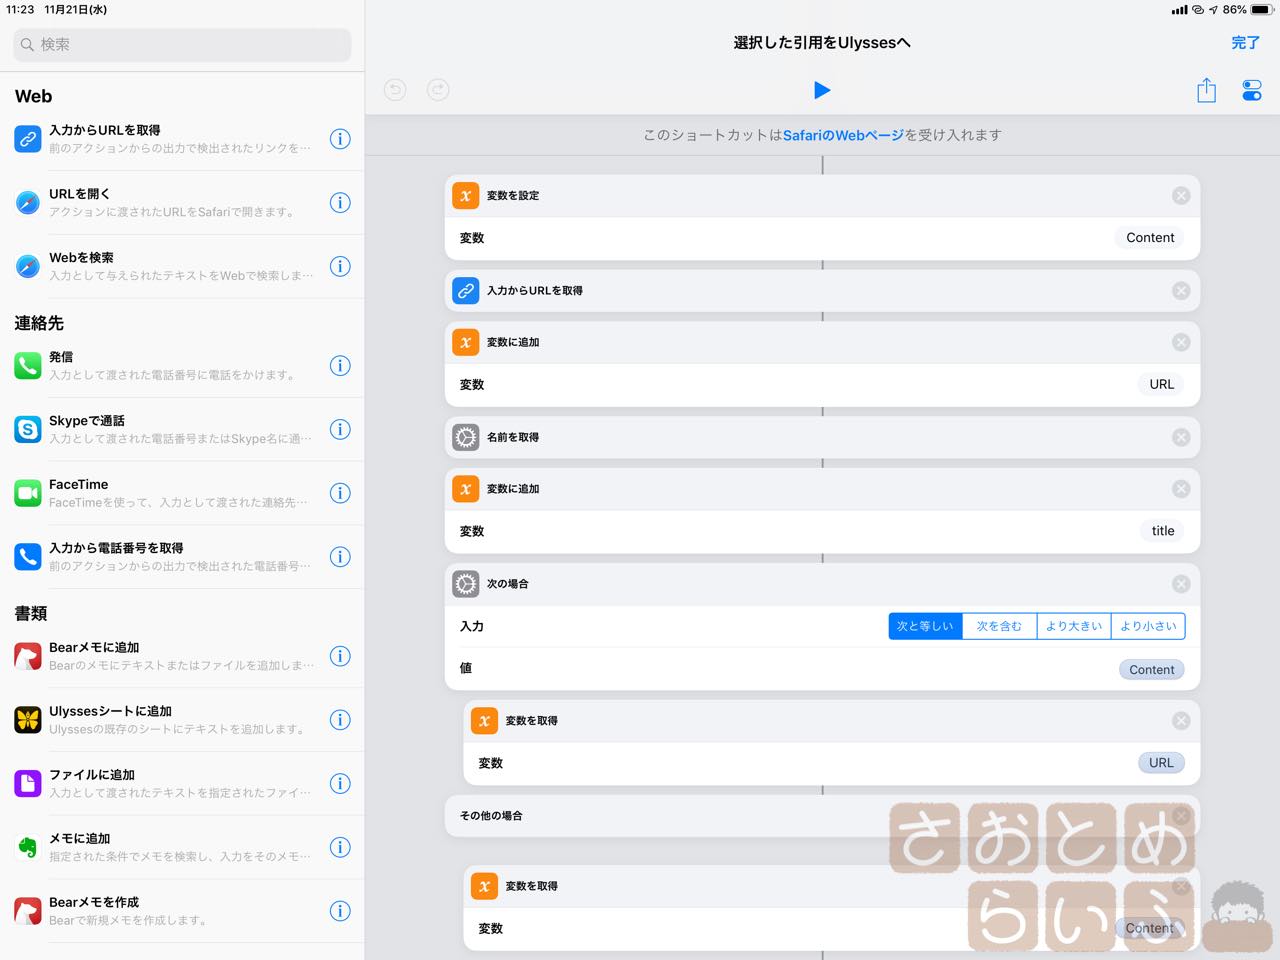 11:23 11月21日(水)
86%
検索
Web
入力からURLを取得
前のアクションからの出力で検出されたリンクを…
URLを開く
アクションに渡されたURLをSafariで開きます。
Webを検索
入力として与えられたテキストをWebで検索しま…
連絡先
発信
入力として渡された電話番号に電話をかけます。
Skypeで通話
入力として渡された電話番号またはSkype名に通…
FaceTime
FaceTimeを使って、入力として渡された連絡先…
入力から電話番号を取得
前のアクションからの出力で検出された電話番号…
書類
Bearメモに追加
Bearのメモにテキストまたはファイルを追加しま…
Ulyssesシートに追加
Ulyssesの既存のシートにテキストを追加します。
ファイルに追加
入力として渡されたテキストを指定されたファイ…
メモに追加
指定された条件でメモを検索し、入力をそのメモ…
Bearメモを作成
Bearで新規メモを作成します。
選択した引用をUlyssesへ
完了
このショートカットはSafariのWebページを受け入れます
変数を設定
変数 Content
入力からURLを取得
変数に追加
変数 URL
名前を取得
変数に追加
変数 title
次の場合
入力 次と等しい 次を含む より大きい より小さい
値 Content
変数を取得
変数 URL
その他の場合
変数を取得
変数 Content
さおとめ
らいふ